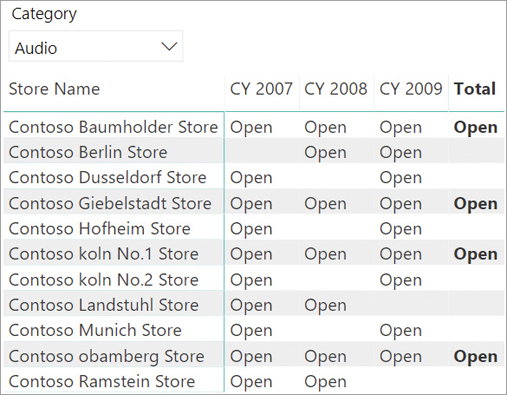 Category
Audio
Store Name CY 2007 CY 2008 CY 2009 Total
Contoso Baumholder Store Open Open Open Open
Contoso Berlin Store Open Open
Contoso Dusseldorf Store Open Open
Contoso Giebelstadt Store Open Open Open Open
Contoso Hofheim Store Open Open
Contoso koln No.1 Store Open Open Open Open
Contoso koln No.2 Store Open Open
Contoso Landstuhl Store Open Open
Contoso Munich Store Open Open
Contoso obamberg Store Open Open Open Open
Contoso Ramstein Store Open Open